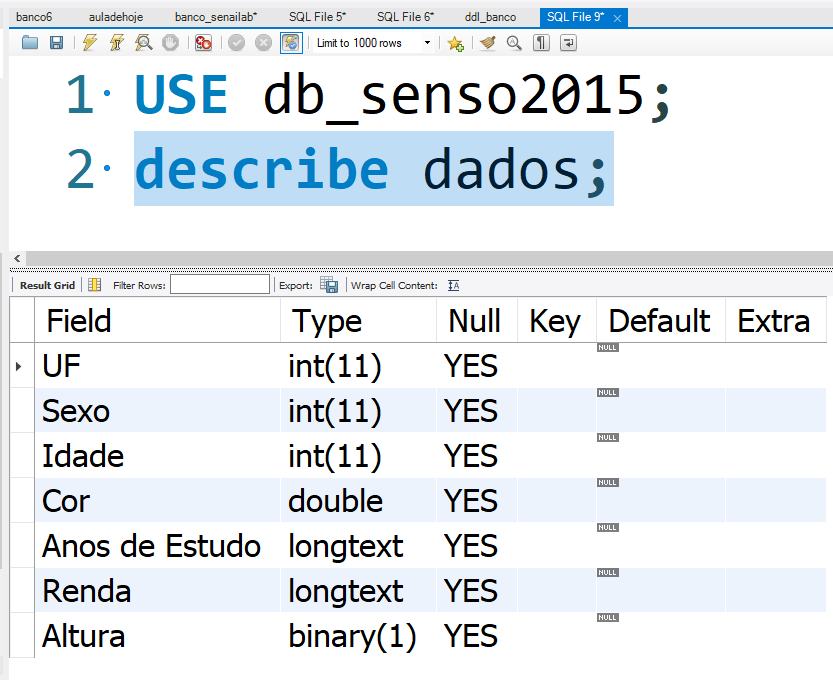 banco6 auladehoje banco_senailab* SQL File 5* SQL File 6* ddl_banco SQL File 9*
Limit to 1000 rows
1 USE db_senso2015;
2 describe dados;
Result Grid Filter Rows: Export: Wrap Cell Content:
Field Type Null Key Default Extra
UF int(11) YES NULL
Sexo int(11) YES NULL
Idade int(11) YES NULL
Cor double YES NULL
Anos de Estudo longtext YES NULL
Renda longtext YES NULL
Altura binary(1) YES NULL